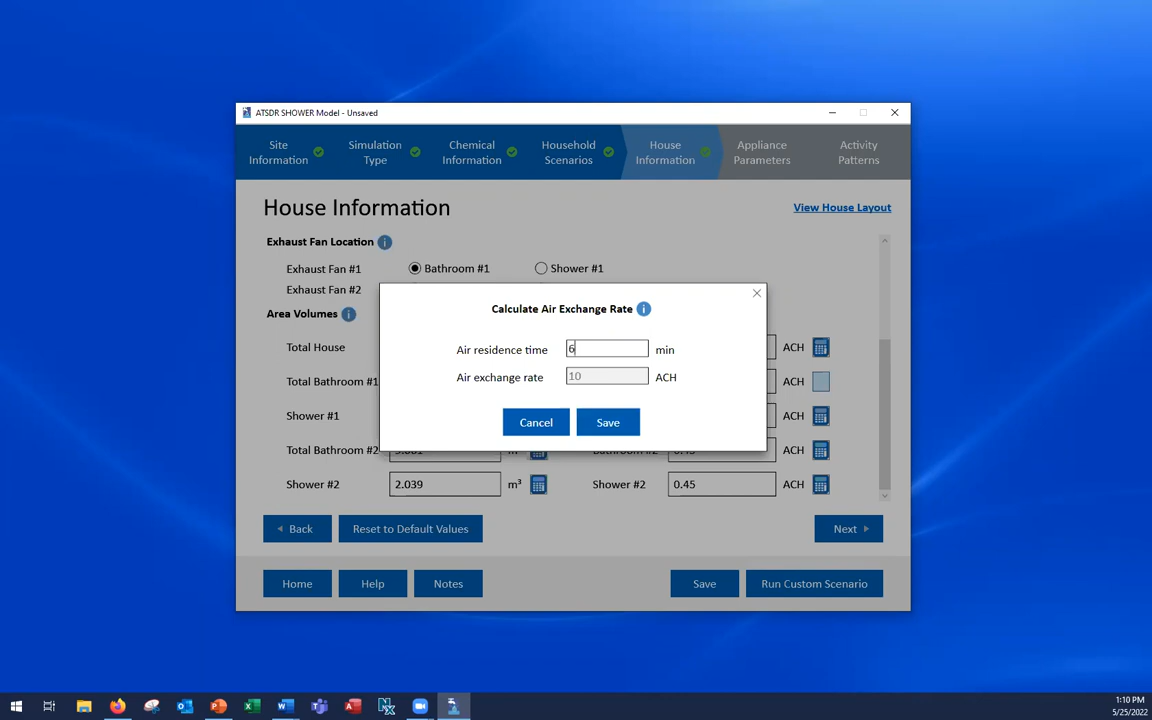 ATSDR SHOWER Model - Unsaved
Site Information
Simulation Type
Chemical Information
Household Scenarios
House Information
Appliance Parameters
Activity Patterns
House Information
View House Layout
Exhaust Fan Location i
Exhaust Fan #1 Bathroom #1 Shower #1
Exhaust Fan #2
Area Volumes i
Calculate Air Exchange Rate i
Air residence time 6 min
Air exchange rate 10 ACH
Cancel Save
Total House ACH
Total Bathroom #1 ACH
Shower #1 ACH
Total Bathroom #2 ACH
Shower #2 2.039 m³ Shower #2 0.45 ACH
Back Reset to Default Values Next
Home Help Notes Save Run Custom Scenario
1:10 PM
5/25/2022